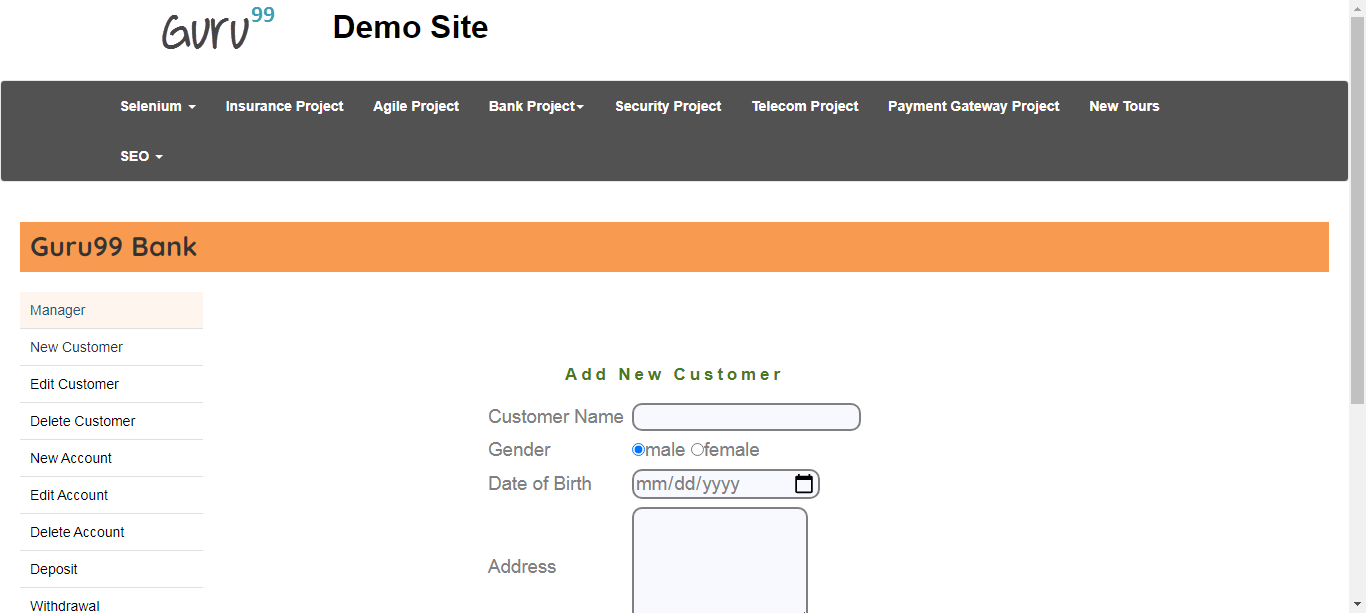 Guru99 Demo Site
Selenium Insurance Project Agile Project Bank Project Security Project Telecom Project Payment Gateway Project New Tours
SEO
Guru99 Bank
Manager
New Customer
Edit Customer
Delete Customer
New Account
Edit Account
Delete Account
Deposit
Withdrawal
Add New Customer
Customer Name
Gender male female
Date of Birth mm/dd/yyyy
Address